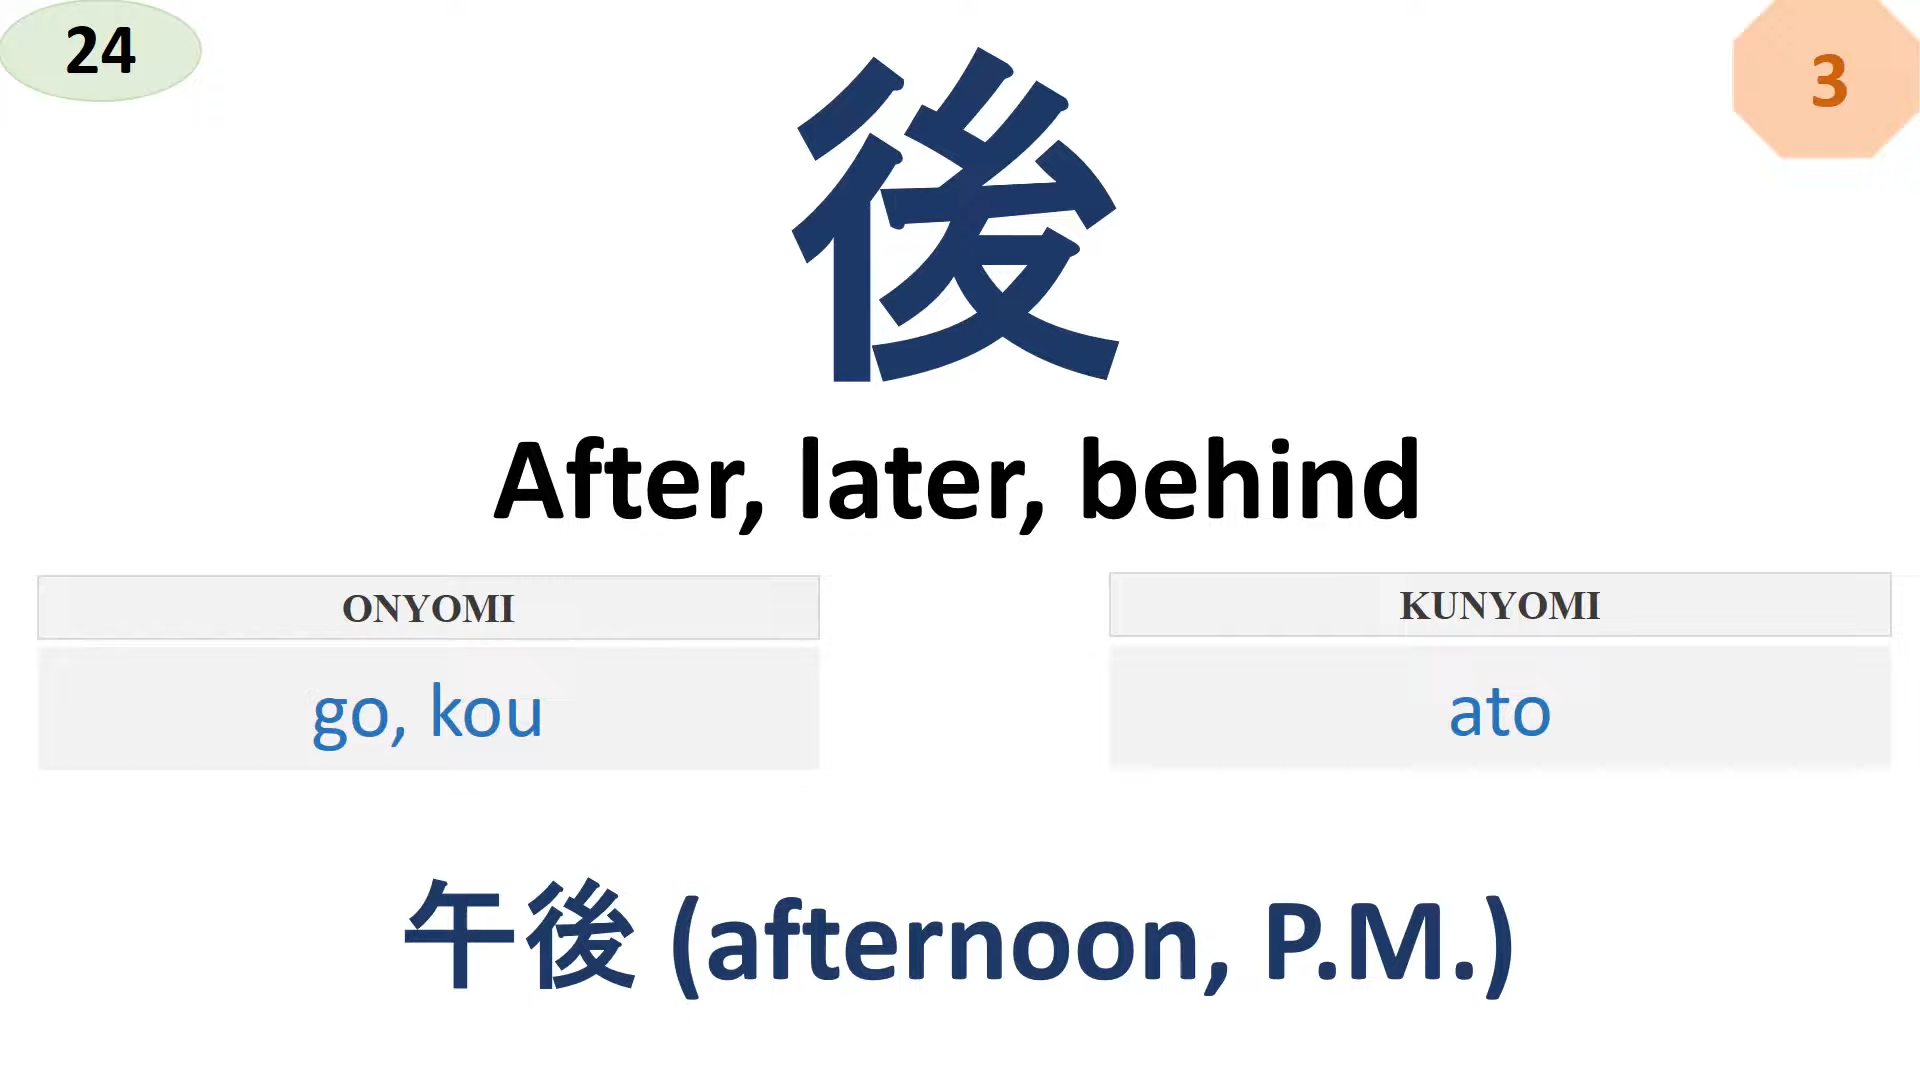 24
3
後
After, later, behind
ONYOMI
KUNYOMI
go, kou
ato
午後 (afternoon, P.M.)